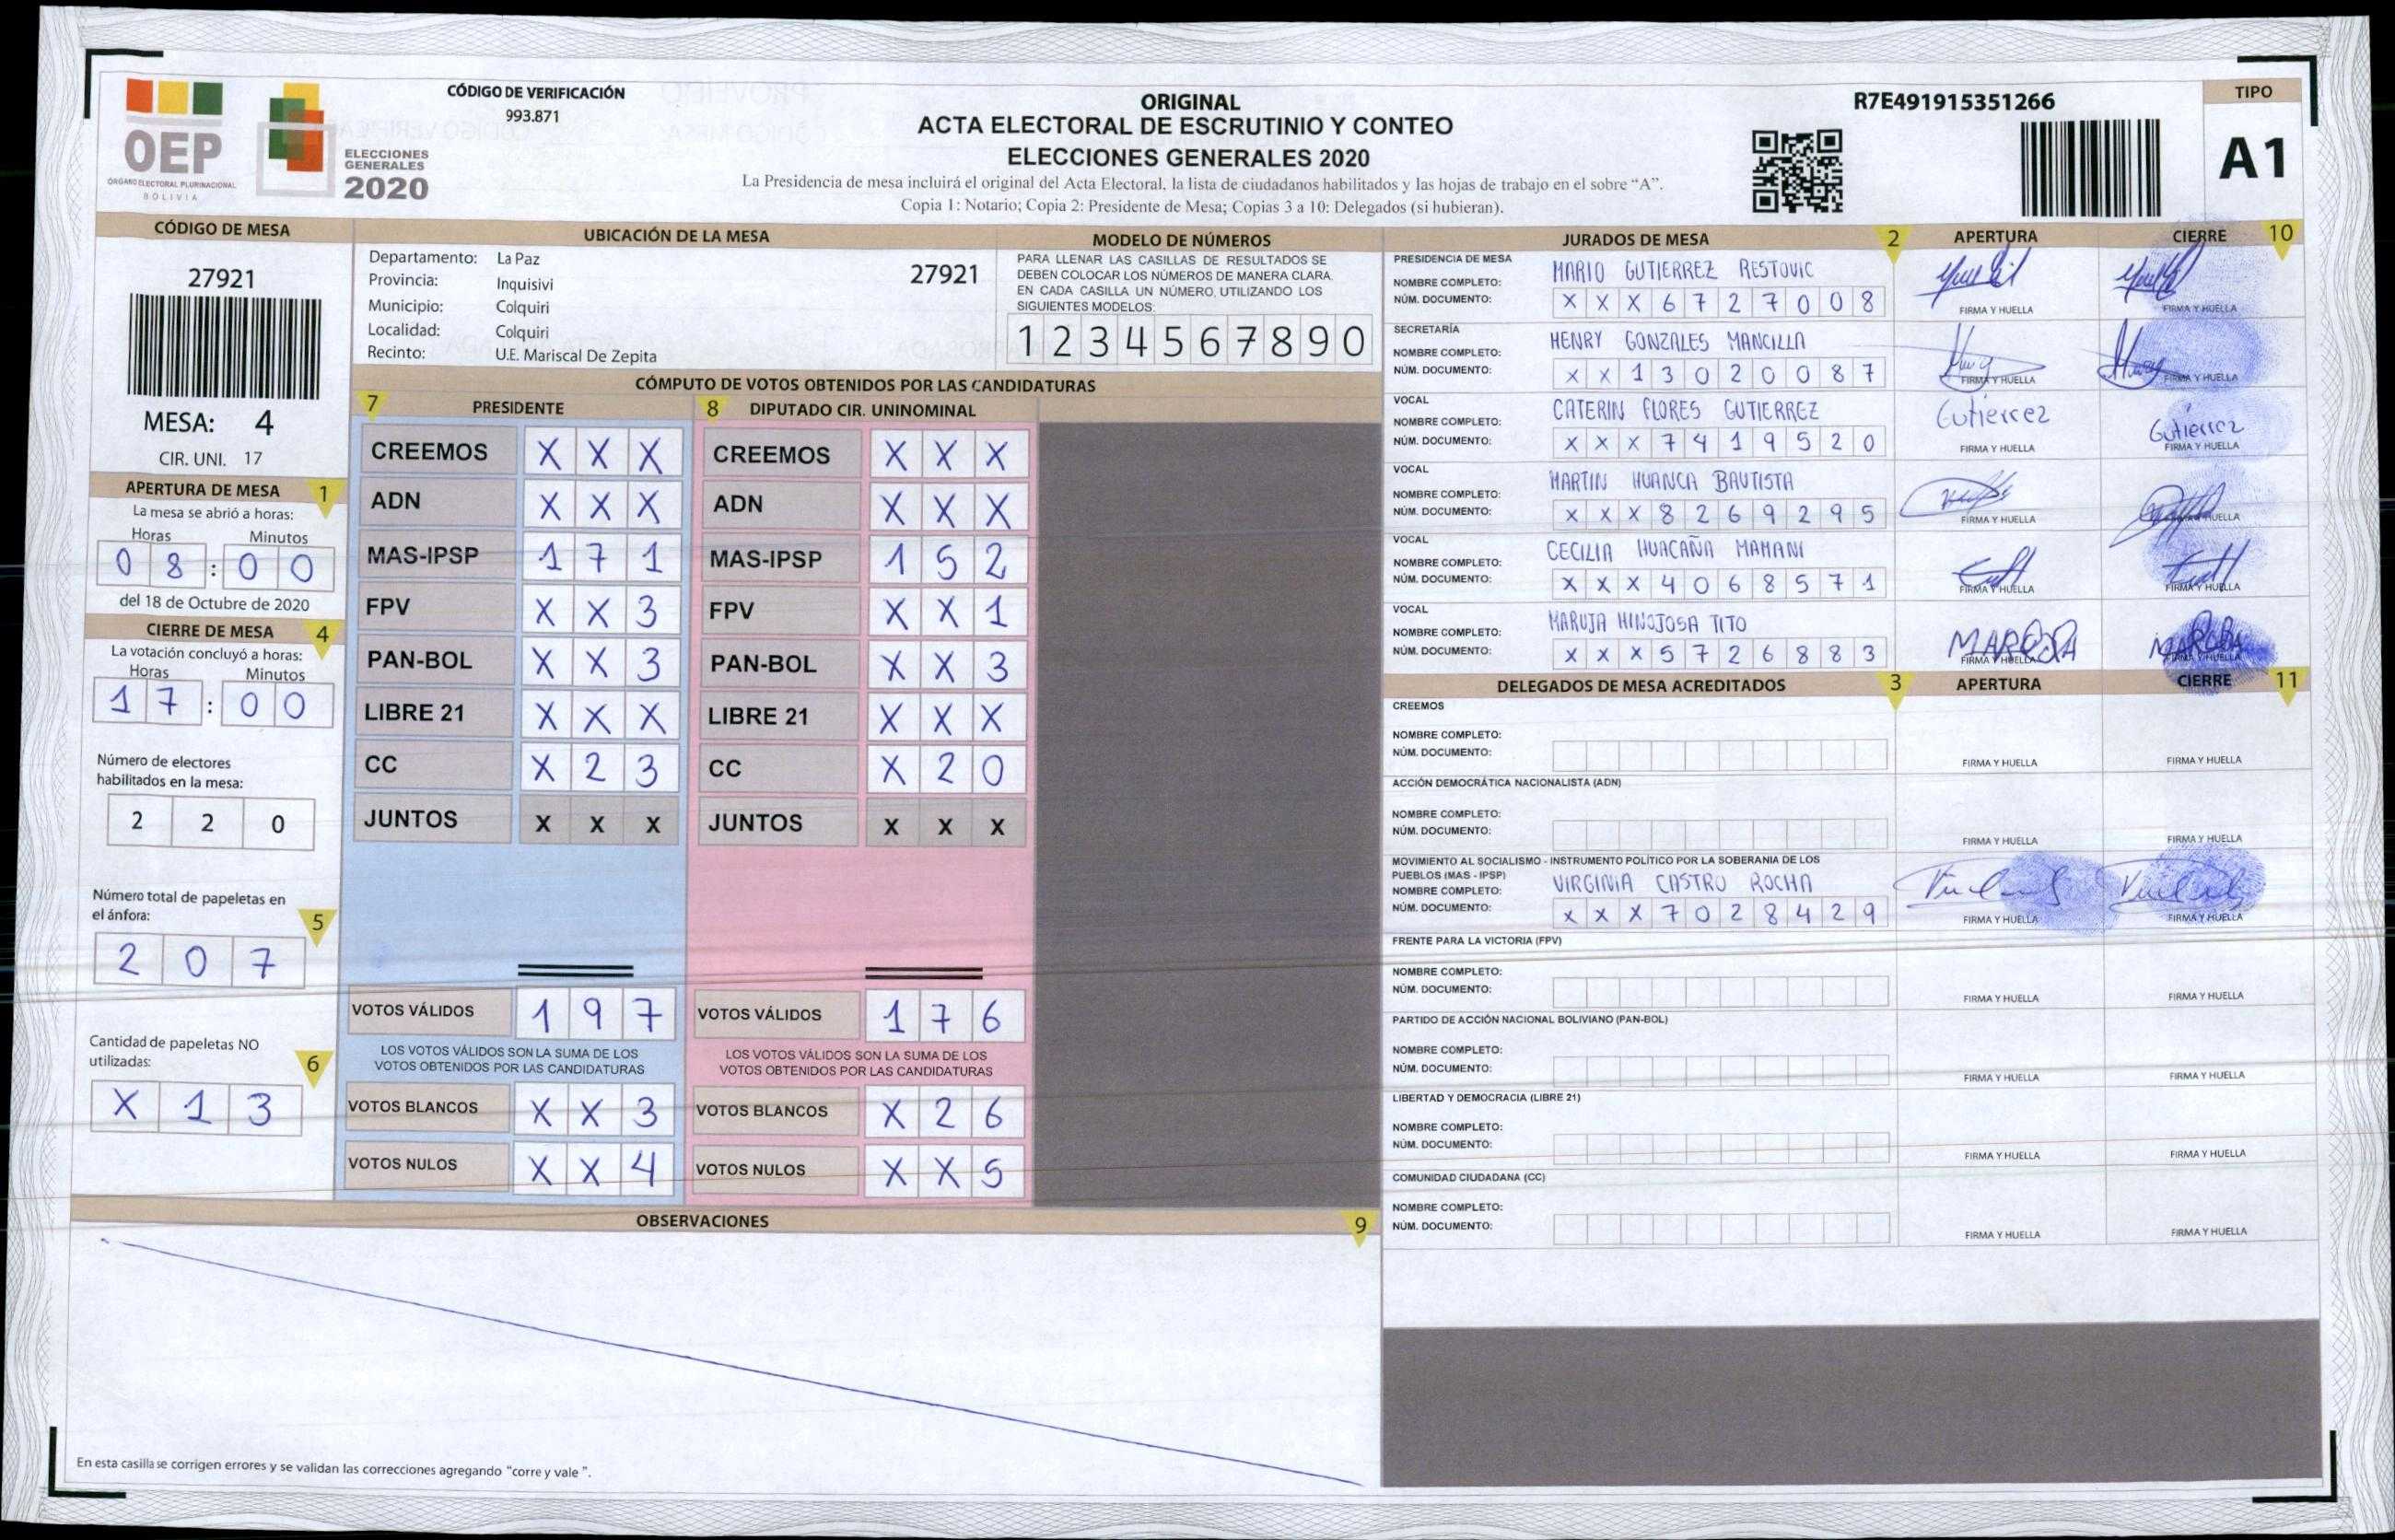 CÓDIGO DE VERIFICACIÓN
993.871
OEP
ÓRGANO ELECTORAL PLURINACIONAL
BOLIVIA
ELECCIONES
GENERALES
2020
ORIGINAL
ACTA ELECTORAL DE ESCRUTINIO Y CONTEO
ELECCIONES GENERALES 2020
La Presidencia de mesa incluirá el original del Acta Electoral, la lista de ciudadanos habilitados y las hojas de trabajo en el sobre “A”.
Copia 1: Notario; Copia 2: Presidente de Mesa; Copias 3 a 10: Delegados (si hubieran).
R7E491915351266
TIPO
A1
CÓDIGO DE MESA
27921
MESA: 4
CIR. UNI. 17
APERTURA DE MESA 1
La mesa se abrió a horas:
Horas Minutos
0 8 : 0 0
del 18 de Octubre de 2020
CIERRE DE MESA 4
La votación concluyó a horas:
Horas Minutos
1 7 : 0 0
Número de electores
habilitados en la mesa:
2 2 0
Número total de papeletas en
el ánfora: 5
2 0 7
Cantidad de papeletas NO
utilizadas: 6
X 1 3
UBICACIÓN DE LA MESA
Departamento: La Paz
27921
Provincia: Inquisivi
Municipio: Colquiri
Localidad: Colquiri
Recinto: U.E. Mariscal De Zepita
MODELO DE NÚMEROS
PARA LLENAR LAS CASILLAS DE RESULTADOS SE
DEBEN COLOCAR LOS NÚMEROS DE MANERA CLARA.
EN CADA CASILLA UN NÚMERO, UTILIZANDO LOS
SIGUIENTES MODELOS:
1 2 3 4 5 6 7 8 9 0
CÓMPUTO DE VOTOS OBTENIDOS POR LAS CANDIDATURAS
7 PRESIDENTE
CREEMOS X X X
ADN X X X
MAS-IPSP 1 7 1
FPV X X 3
PAN-BOL X X 3
LIBRE 21 X X X
CC X 2 3
JUNTOS X X X
VOTOS VÁLIDOS 1 9 7
LOS VOTOS VÁLIDOS SON LA SUMA DE LOS
VOTOS OBTENIDOS POR LAS CANDIDATURAS
VOTOS BLANCOS X X 3
VOTOS NULOS X X 4
8 DIPUTADO CIR. UNINOMINAL
CREEMOS X X X
ADN X X X
MAS-IPSP 1 5 2
FPV X X 1
PAN-BOL X X 3
LIBRE 21 X X X
CC X 2 0
JUNTOS X X X
VOTOS VÁLIDOS 1 7 6
LOS VOTOS VÁLIDOS SON LA SUMA DE LOS
VOTOS OBTENIDOS POR LAS CANDIDATURAS
VOTOS BLANCOS X 2 6
VOTOS NULOS X X 5
OBSERVACIONES 9
En esta casilla se corrigen errores y se validan las correcciones agregando “corre y vale ”.
JURADOS DE MESA 2 APERTURA CIERRE 10
PRESIDENCIA DE MESA
NOMBRE COMPLETO: MARIO GUTIERREZ RESTOVIC
NÚM. DOCUMENTO: X X X 6 7 2 7 0 0 8
FIRMA Y HUELLA FIRMA Y HUELLA
SECRETARÍA
NOMBRE COMPLETO: HENRY GONZALES MANCILLA
NÚM. DOCUMENTO: X X 1 3 0 2 0 0 8 7
FIRMA Y HUELLA FIRMA Y HUELLA
VOCAL
NOMBRE COMPLETO: CATERIN FLORES GUTIERREZ
NÚM. DOCUMENTO: X X X 7 4 1 9 5 2 0
Gutierrez Gutierrez
FIRMA Y HUELLA FIRMA Y HUELLA
VOCAL
NOMBRE COMPLETO: MARTIN HUANCA BAUTISTA
NÚM. DOCUMENTO: X X X 8 2 6 9 2 9 5
FIRMA Y HUELLA FIRMA Y HUELLA
VOCAL
NOMBRE COMPLETO: CECILIA HUACAÑA MAMANI
NÚM. DOCUMENTO: X X X 4 0 6 8 5 7 1
FIRMA Y HUELLA FIRMA Y HUELLA
VOCAL
NOMBRE COMPLETO: MARUJA HINOJOSA TITO
NÚM. DOCUMENTO: X X X 5 7 2 6 8 8 3
FIRMA Y HUELLA FIRMA Y HUELLA
DELEGADOS DE MESA ACREDITADOS 3 APERTURA CIERRE 11
CREEMOS
NOMBRE COMPLETO:
NÚM. DOCUMENTO:
FIRMA Y HUELLA FIRMA Y HUELLA
ACCIÓN DEMOCRÁTICA NACIONALISTA (ADN)
NOMBRE COMPLETO:
NÚM. DOCUMENTO:
FIRMA Y HUELLA FIRMA Y HUELLA
MOVIMIENTO AL SOCIALISMO - INSTRUMENTO POLÍTICO POR LA SOBERANIA DE LOS
PUEBLOS (MAS - IPSP)
NOMBRE COMPLETO: VIRGINIA CASTRO ROCHA
NÚM. DOCUMENTO: X X X 7 0 2 8 4 2 9
FIRMA Y HUELLA FIRMA Y HUELLA
FRENTE PARA LA VICTORIA (FPV)
NOMBRE COMPLETO:
NÚM. DOCUMENTO:
FIRMA Y HUELLA FIRMA Y HUELLA
PARTIDO DE ACCIÓN NACIONAL BOLIVIANO (PAN-BOL)
NOMBRE COMPLETO:
NÚM. DOCUMENTO:
FIRMA Y HUELLA FIRMA Y HUELLA
LIBERTAD Y DEMOCRACIA (LIBRE 21)
NOMBRE COMPLETO:
NÚM. DOCUMENTO:
FIRMA Y HUELLA FIRMA Y HUELLA
COMUNIDAD CIUDADANA (CC)
NOMBRE COMPLETO:
NÚM. DOCUMENTO:
FIRMA Y HUELLA FIRMA Y HUELLA